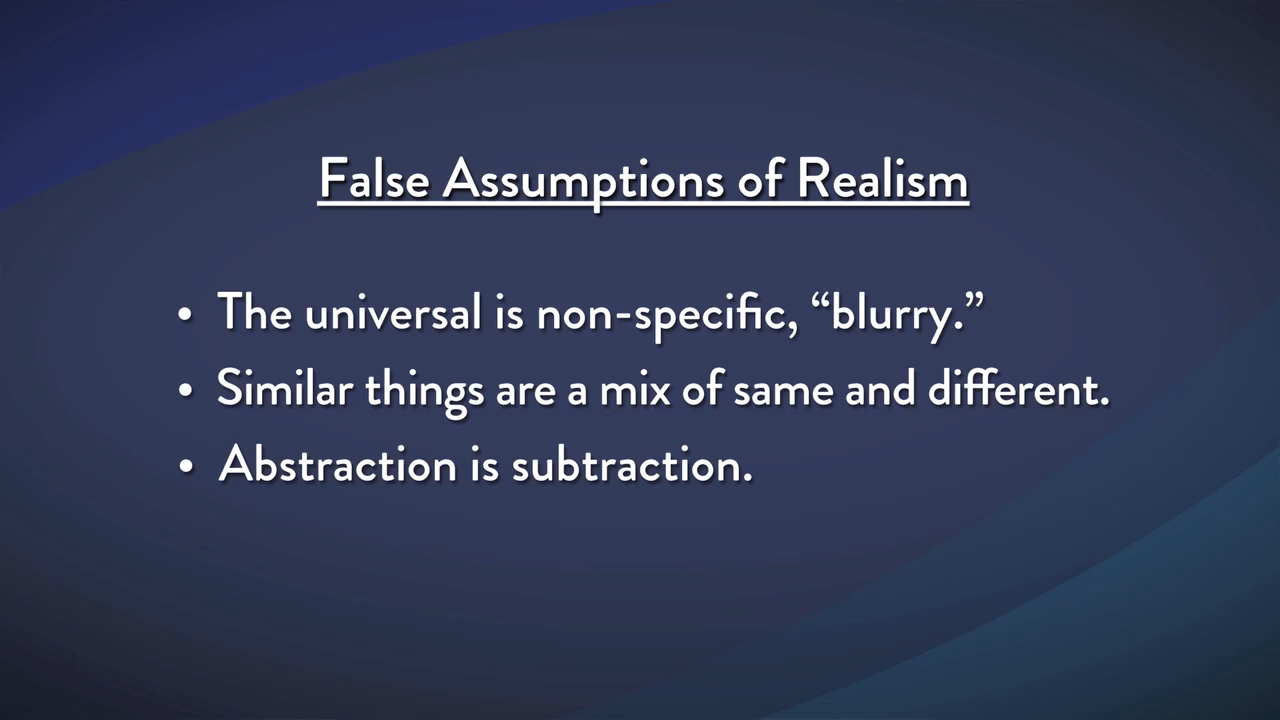 False Assumptions of Realism
• The universal is non-specific, “blurry.”
• Similar things are a mix of same and different.
• Abstraction is subtraction.